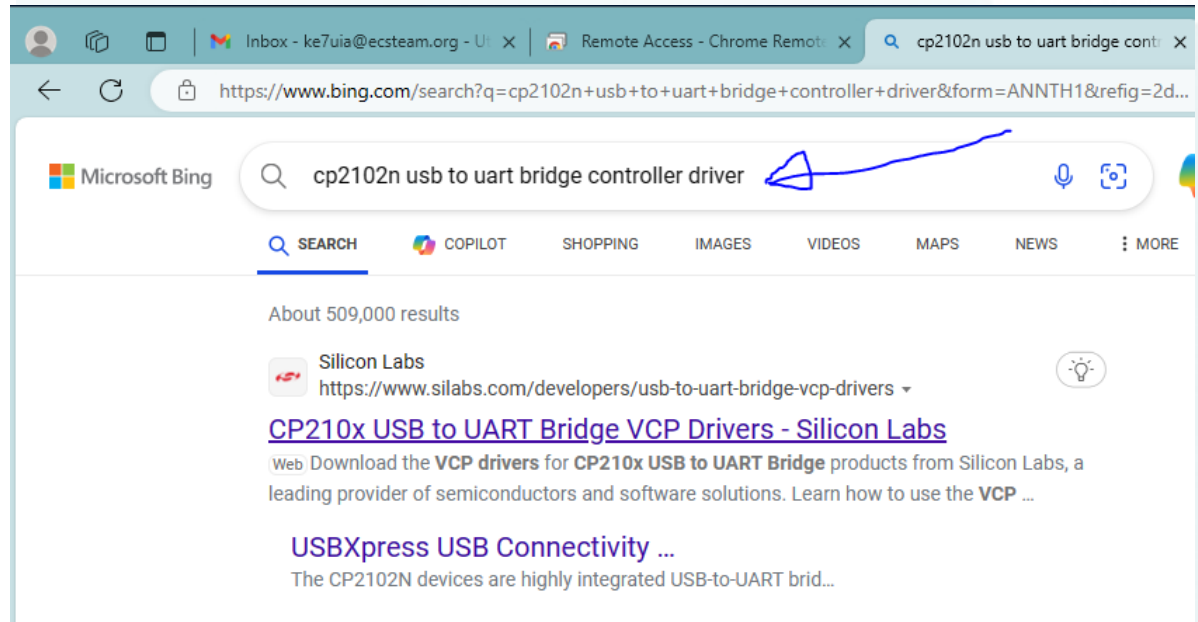 Inbox - ke7uia@ecsteam.org - Ut
Remote Access - Chrome Remote
cp2102n usb to uart bridge contr
https://www.bing.com/search?q=cp2102n+usb+to+uart+bridge+controller+driver&form=ANNTH1&refig=2d...
Microsoft Bing
cp2102n usb to uart bridge controller driver
SEARCH COPILOT SHOPPING IMAGES VIDEOS MAPS NEWS MORE
About 509,000 results
Silicon Labs
https://www.silabs.com/developers/usb-to-uart-bridge-vcp-drivers
CP210x USB to UART Bridge VCP Drivers - Silicon Labs
Web Download the VCP drivers for CP210x USB to UART Bridge products from Silicon Labs, a
leading provider of semiconductors and software solutions. Learn how to use the VCP ...
USBXpress USB Connectivity ...
The CP2102N devices are highly integrated USB-to-UART brid...